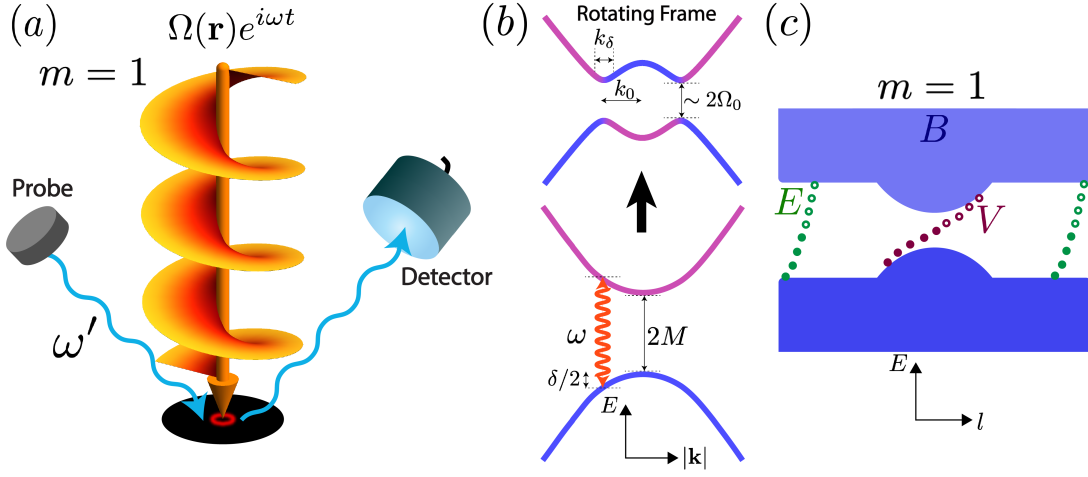 (a)
Ω(r)e^{iωt}
m = 1
Probe
ω′
Detector
(b)
Rotating Frame
k_δ
k_0
~ 2Ω_0
ω
2M
δ/2
E
|k|
(c)
m = 1
B
E
V
E
l